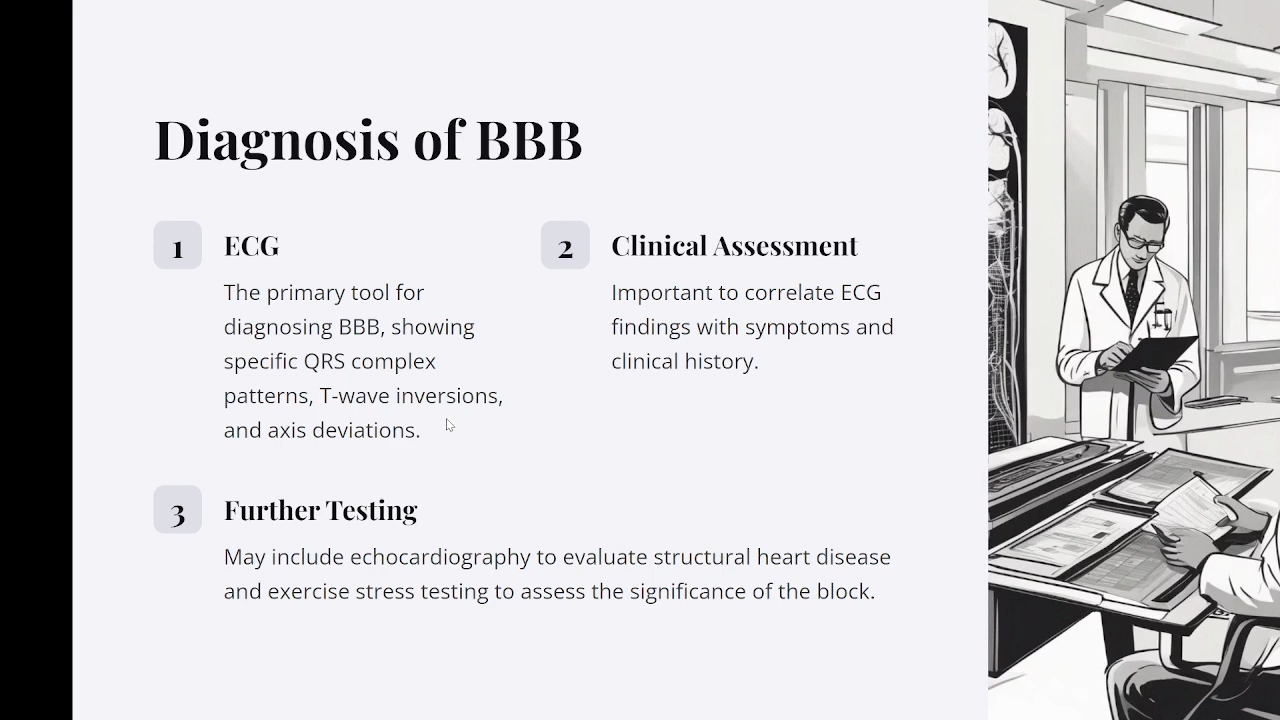 Diagnosis of BBB
1
ECG
The primary tool for
diagnosing BBB, showing
specific QRS complex
patterns, T-wave inversions,
and axis deviations.
2
Clinical Assessment
Important to correlate ECG
findings with symptoms and
clinical history.
3
Further Testing
May include echocardiography to evaluate structural heart disease
and exercise stress testing to assess the significance of the block.